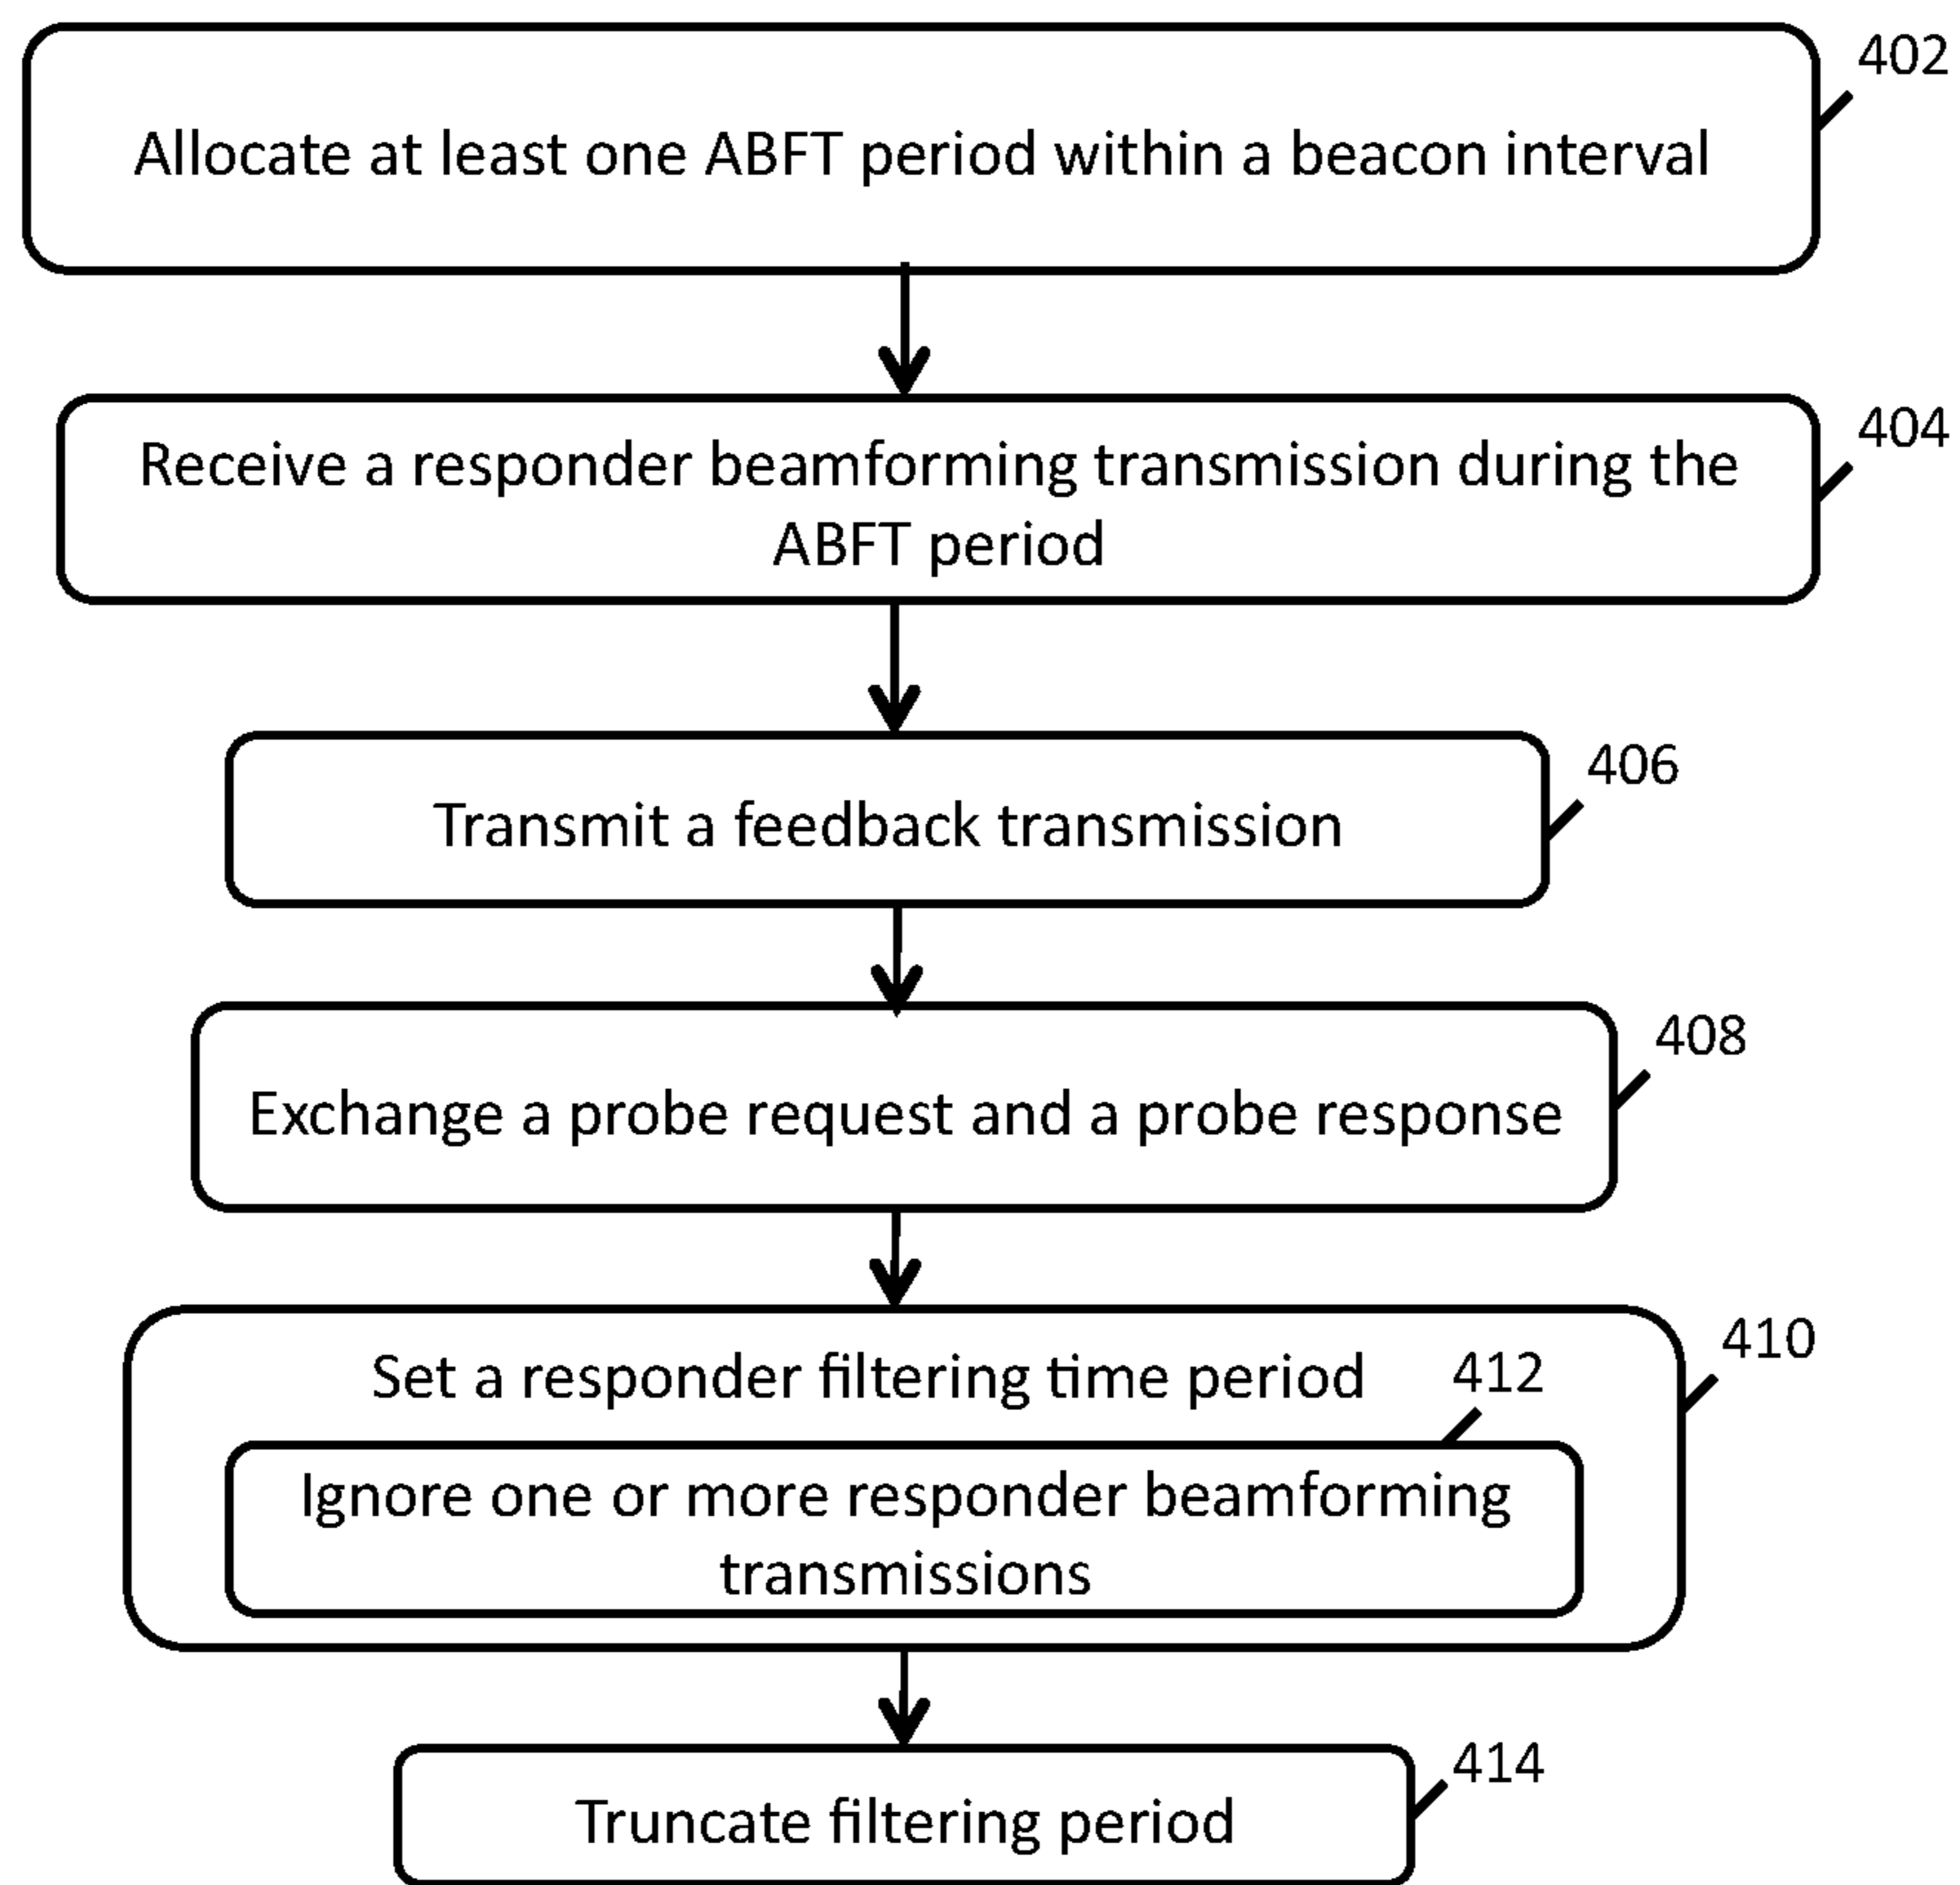 402
Allocate at least one ABFT period within a beacon interval
404
Receive a responder beamforming transmission during the
ABFT period
406
Transmit a feedback transmission
408
Exchange a probe request and a probe response
410
Set a responder filtering time period
412
Ignore one or more responder beamforming
transmissions
414
Truncate filtering period